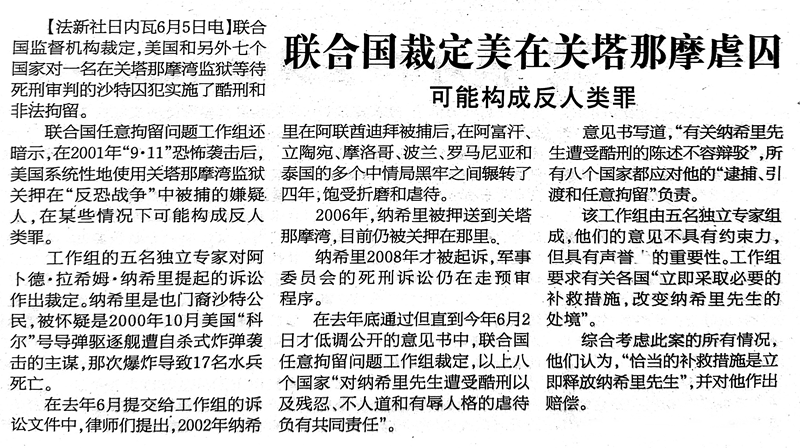 联合国裁定美在关塔那摩虐囚
可能构成反人类罪
【法新社日内瓦6月5日电】联合
国监督机构裁定,美国和另外七个
国家对一名在关塔那摩湾监狱等待
死刑审判的沙特囚犯实施了酷刑和
非法拘留。
联合国任意拘留问题工作组还
暗示,在2001年“9·11”恐怖袭击后,
美国系统性地使用关塔那摩湾监狱
关押在“反恐战争”中被捕的嫌疑
人,在某些情况下可能构成反人
类罪。
工作组的五名独立专家对阿
卜德·拉希姆·纳希里提起的诉讼
作出裁定。纳希里是也门裔沙特公
民,被怀疑是2000年10月美国“科
尔”号导弹驱逐舰遭自杀式炸弹袭
击的主谋,那次爆炸导致17名水兵
死亡。
在去年6月提交给工作组的诉
讼文件中,律师们提出,2002年纳希
里在阿联酋迪拜被捕后,在阿富汗、
立陶宛、摩洛哥、波兰、罗马尼亚和
泰国的多个中情局黑牢之间辗转了
四年,饱受折磨和虐待。
2006年,纳希里被押送到关塔
那摩湾,目前仍被关押在那里。
纳希里2008年才被起诉,军事
委员会的死刑诉讼仍在走预审
程序。
在去年底通过但直到今年6月2
日才低调公开的意见书中,联合国
任意拘留问题工作组裁定,以上八
个国家“对纳希里先生遭受酷刑以
及残忍、不人道和有辱人格的虐待
负有共同责任”。
意见书写道,“有关纳希里先
生遭受酷刑的陈述不容辩驳”,所
有八个国家都应对他的“逮捕、引
渡和任意拘留”负责。
该工作组由五名独立专家组
成,他们的意见不具有约束力,
但具有声誉 的重要性。工作组
要求有关各国“立即采取必要的
补救措施,改变纳希里先生的
处境”。
综合考虑此案的所有情况,
他们认为,“恰当的补救措施是立
即释放纳希里先生”,并对他作出
赔偿。